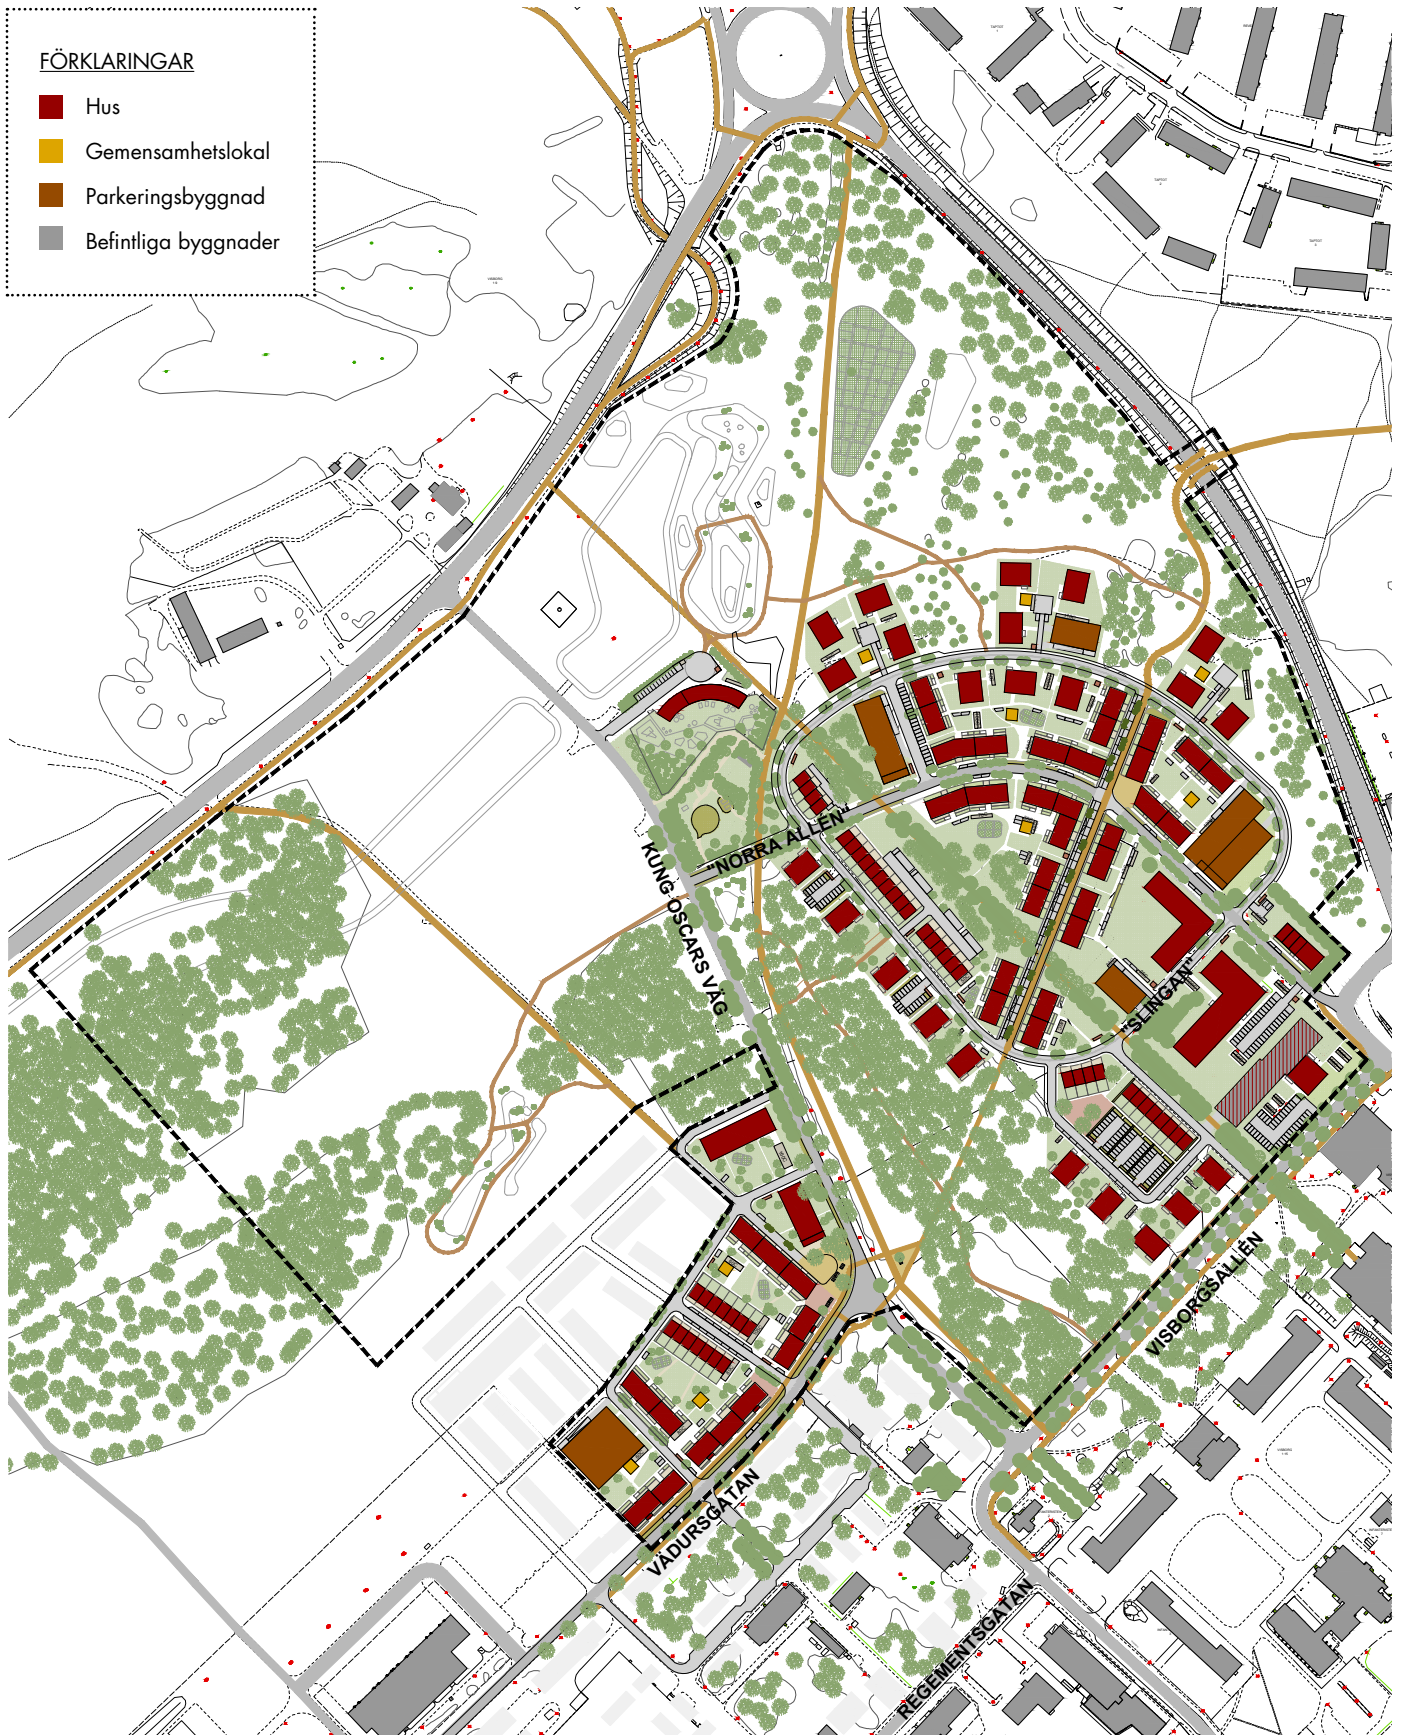 FÖRKLARINGAR
Hus
Gemensamhetslokal
Parkeringsbyggnad
Befintliga byggnader
"NORRA ALLÉN"
KUNG OSCARS VÄG
"SLINGAN"
VISBORGSALLÉN
VÄDURSGATAN
REGEMENTSGATAN